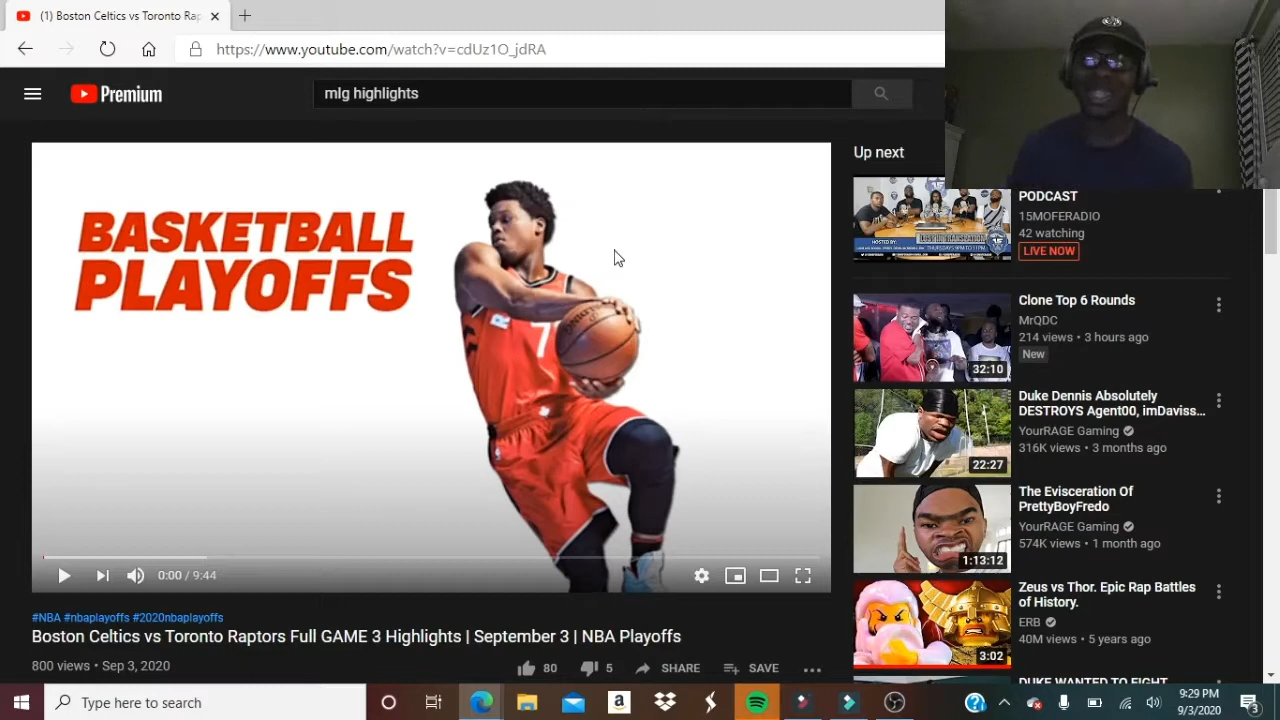 (1) Boston Celtics vs Toronto Rap
https://www.youtube.com/watch?v=cdUz1O_jdRA
Premium
mlg highlights
BASKETBALL
PLAYOFFS
7
0:00 / 9:44
#NBA #nbaplayoffs #2020nbaplayoffs
Boston Celtics vs Toronto Raptors Full GAME 3 Highlights | September 3 | NBA Playoffs
800 views • Sep 3, 2020
80
5
SHARE
SAVE
Up next
PODCAST
15MOFERADIO
42 watching
LIVE NOW
Clone Top 6 Rounds
MrQDC
214 views • 3 hours ago
New
32:10
Duke Dennis Absolutely
DESTROYS Agent00, imDaviss...
YourRAGE Gaming
316K views • 3 months ago
22:27
The Evisceration Of
PrettyBoyFredo
YourRAGE Gaming
574K views • 1 month ago
1:13:12
Zeus vs Thor. Epic Rap Battles
of History.
ERB
40M views • 5 years ago
3:02
DUKE WANTED TO FIGHT
Type here to search
9:29 PM
9/3/2020
3